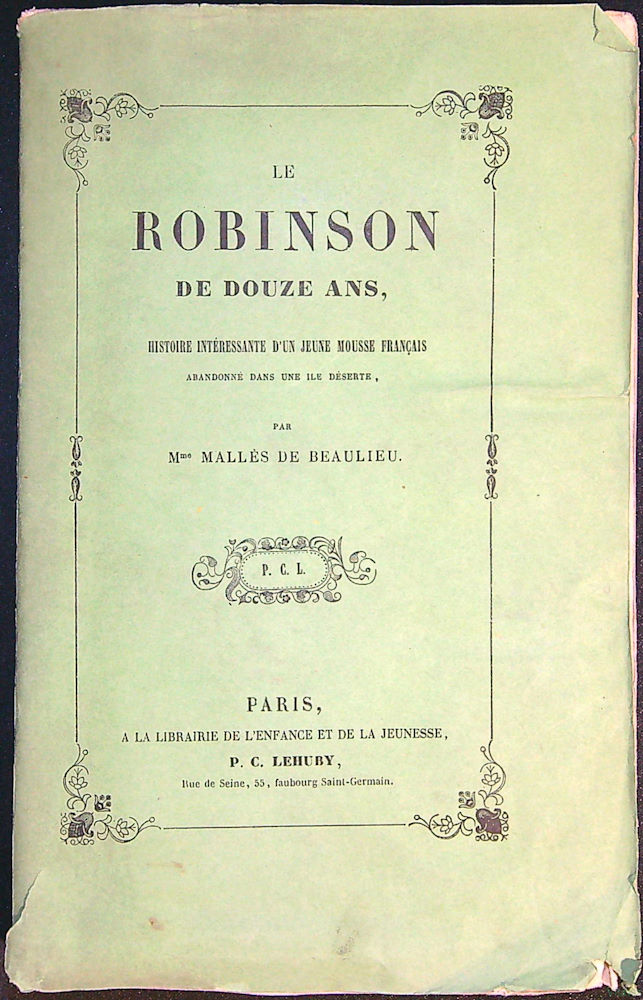 LE
ROBINSON
DE DOUZE ANS,
HISTOIRE INTÉRESSANTE D'UN JEUNE MOUSSE FRANÇAIS
ABANDONNÉ DANS UNE ILE DÉSERTE,
PAR
Mme MALLÈS DE BEAULIEU.
P. C. L.
PARIS,
A LA LIBRAIRIE DE L'ENFANCE ET DE LA JEUNESSE,
P. C. LEHUBY,
Rue de Seine, 55, faubourg Saint-Germain.